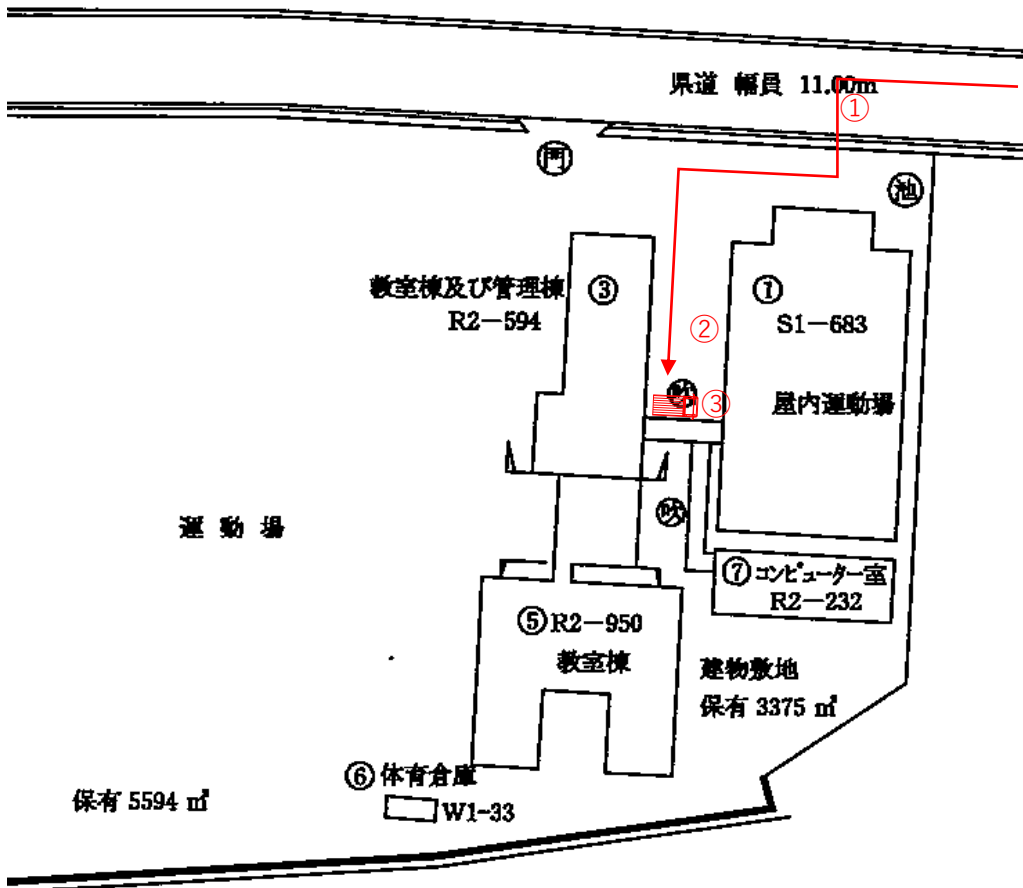 県道 幅員 11.00m
①
門
池
教室棟及び管理棟
R2-594
③
①
S1-683
②
③
屋内運動場
運動場
吹
⑦コンピューター室
R2-232
⑤R2-950
教室棟
建物敷地
保有 3375 ㎡
⑥体育倉庫
W1-33
保有 5594 ㎡